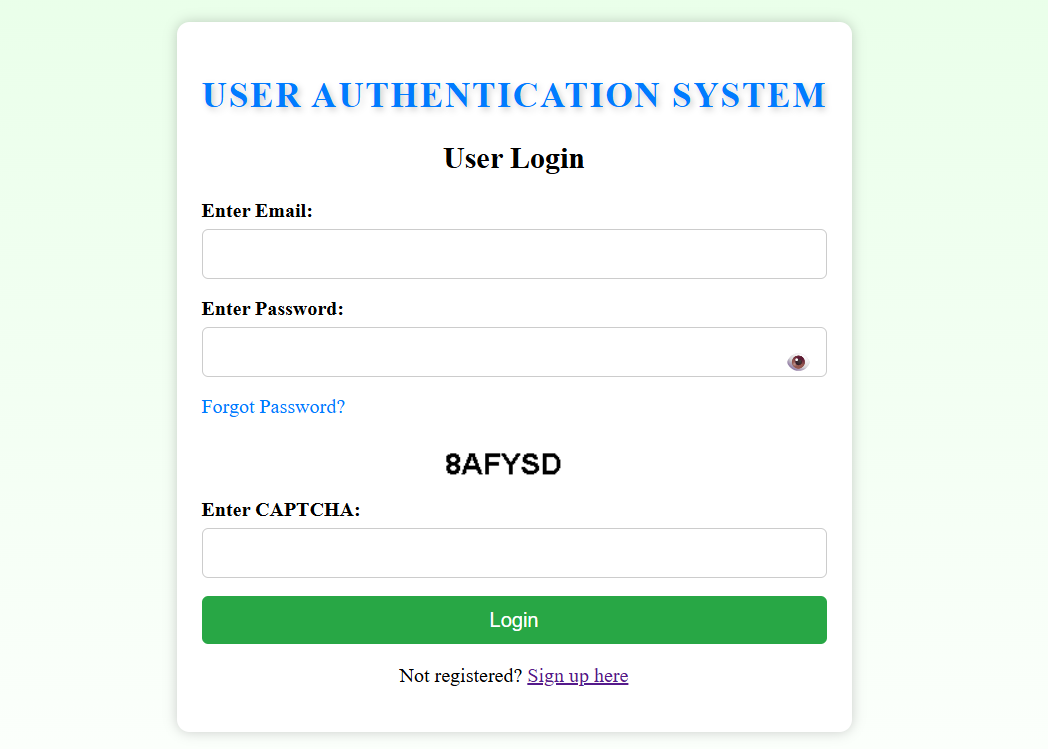 USER AUTHENTICATION SYSTEM
User Login
Enter Email:
Enter Password:
Forgot Password?
8AFYSD
Enter CAPTCHA:
Login
Not registered? Sign up here